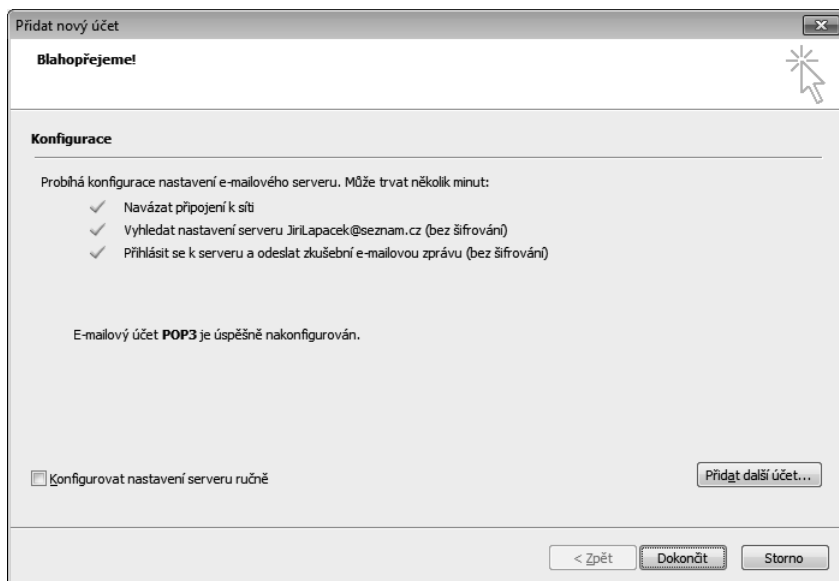 Přidat nový účet
Blahopřejeme!
Konfigurace
Probíhá konfigurace nastavení e-mailového serveru. Může trvat několik minut:
Navázat připojení k síti
Vyhledat nastavení serveru JiriLapacek@seznam.cz (bez šifrování)
Přihlásit se k serveru a odeslat zkušební e-mailovou zprávu (bez šifrování)
E-mailový účet POP3 je úspěšně nakonfigurován.
Konfigurovat nastavení serveru ručně
Přidat další účet...
< Zpět Dokončit Storno